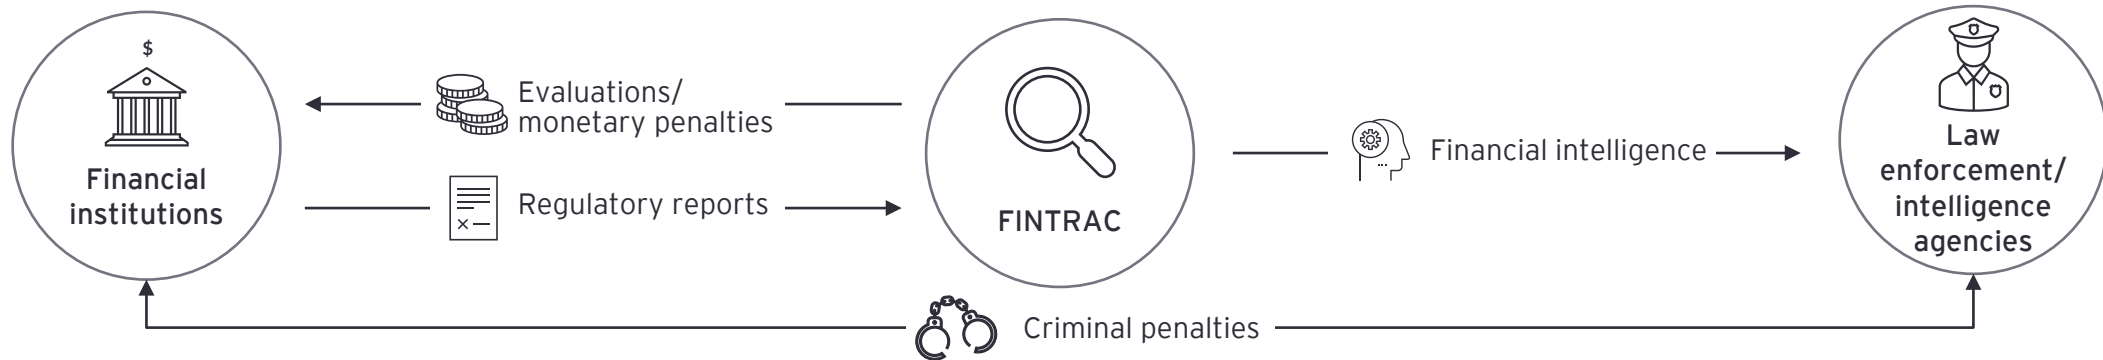 $
Financial
institutions
Evaluations/
monetary penalties
Regulatory reports
FINTRAC
Financial intelligence
Law
enforcement/
intelligence
agencies
Criminal penalties